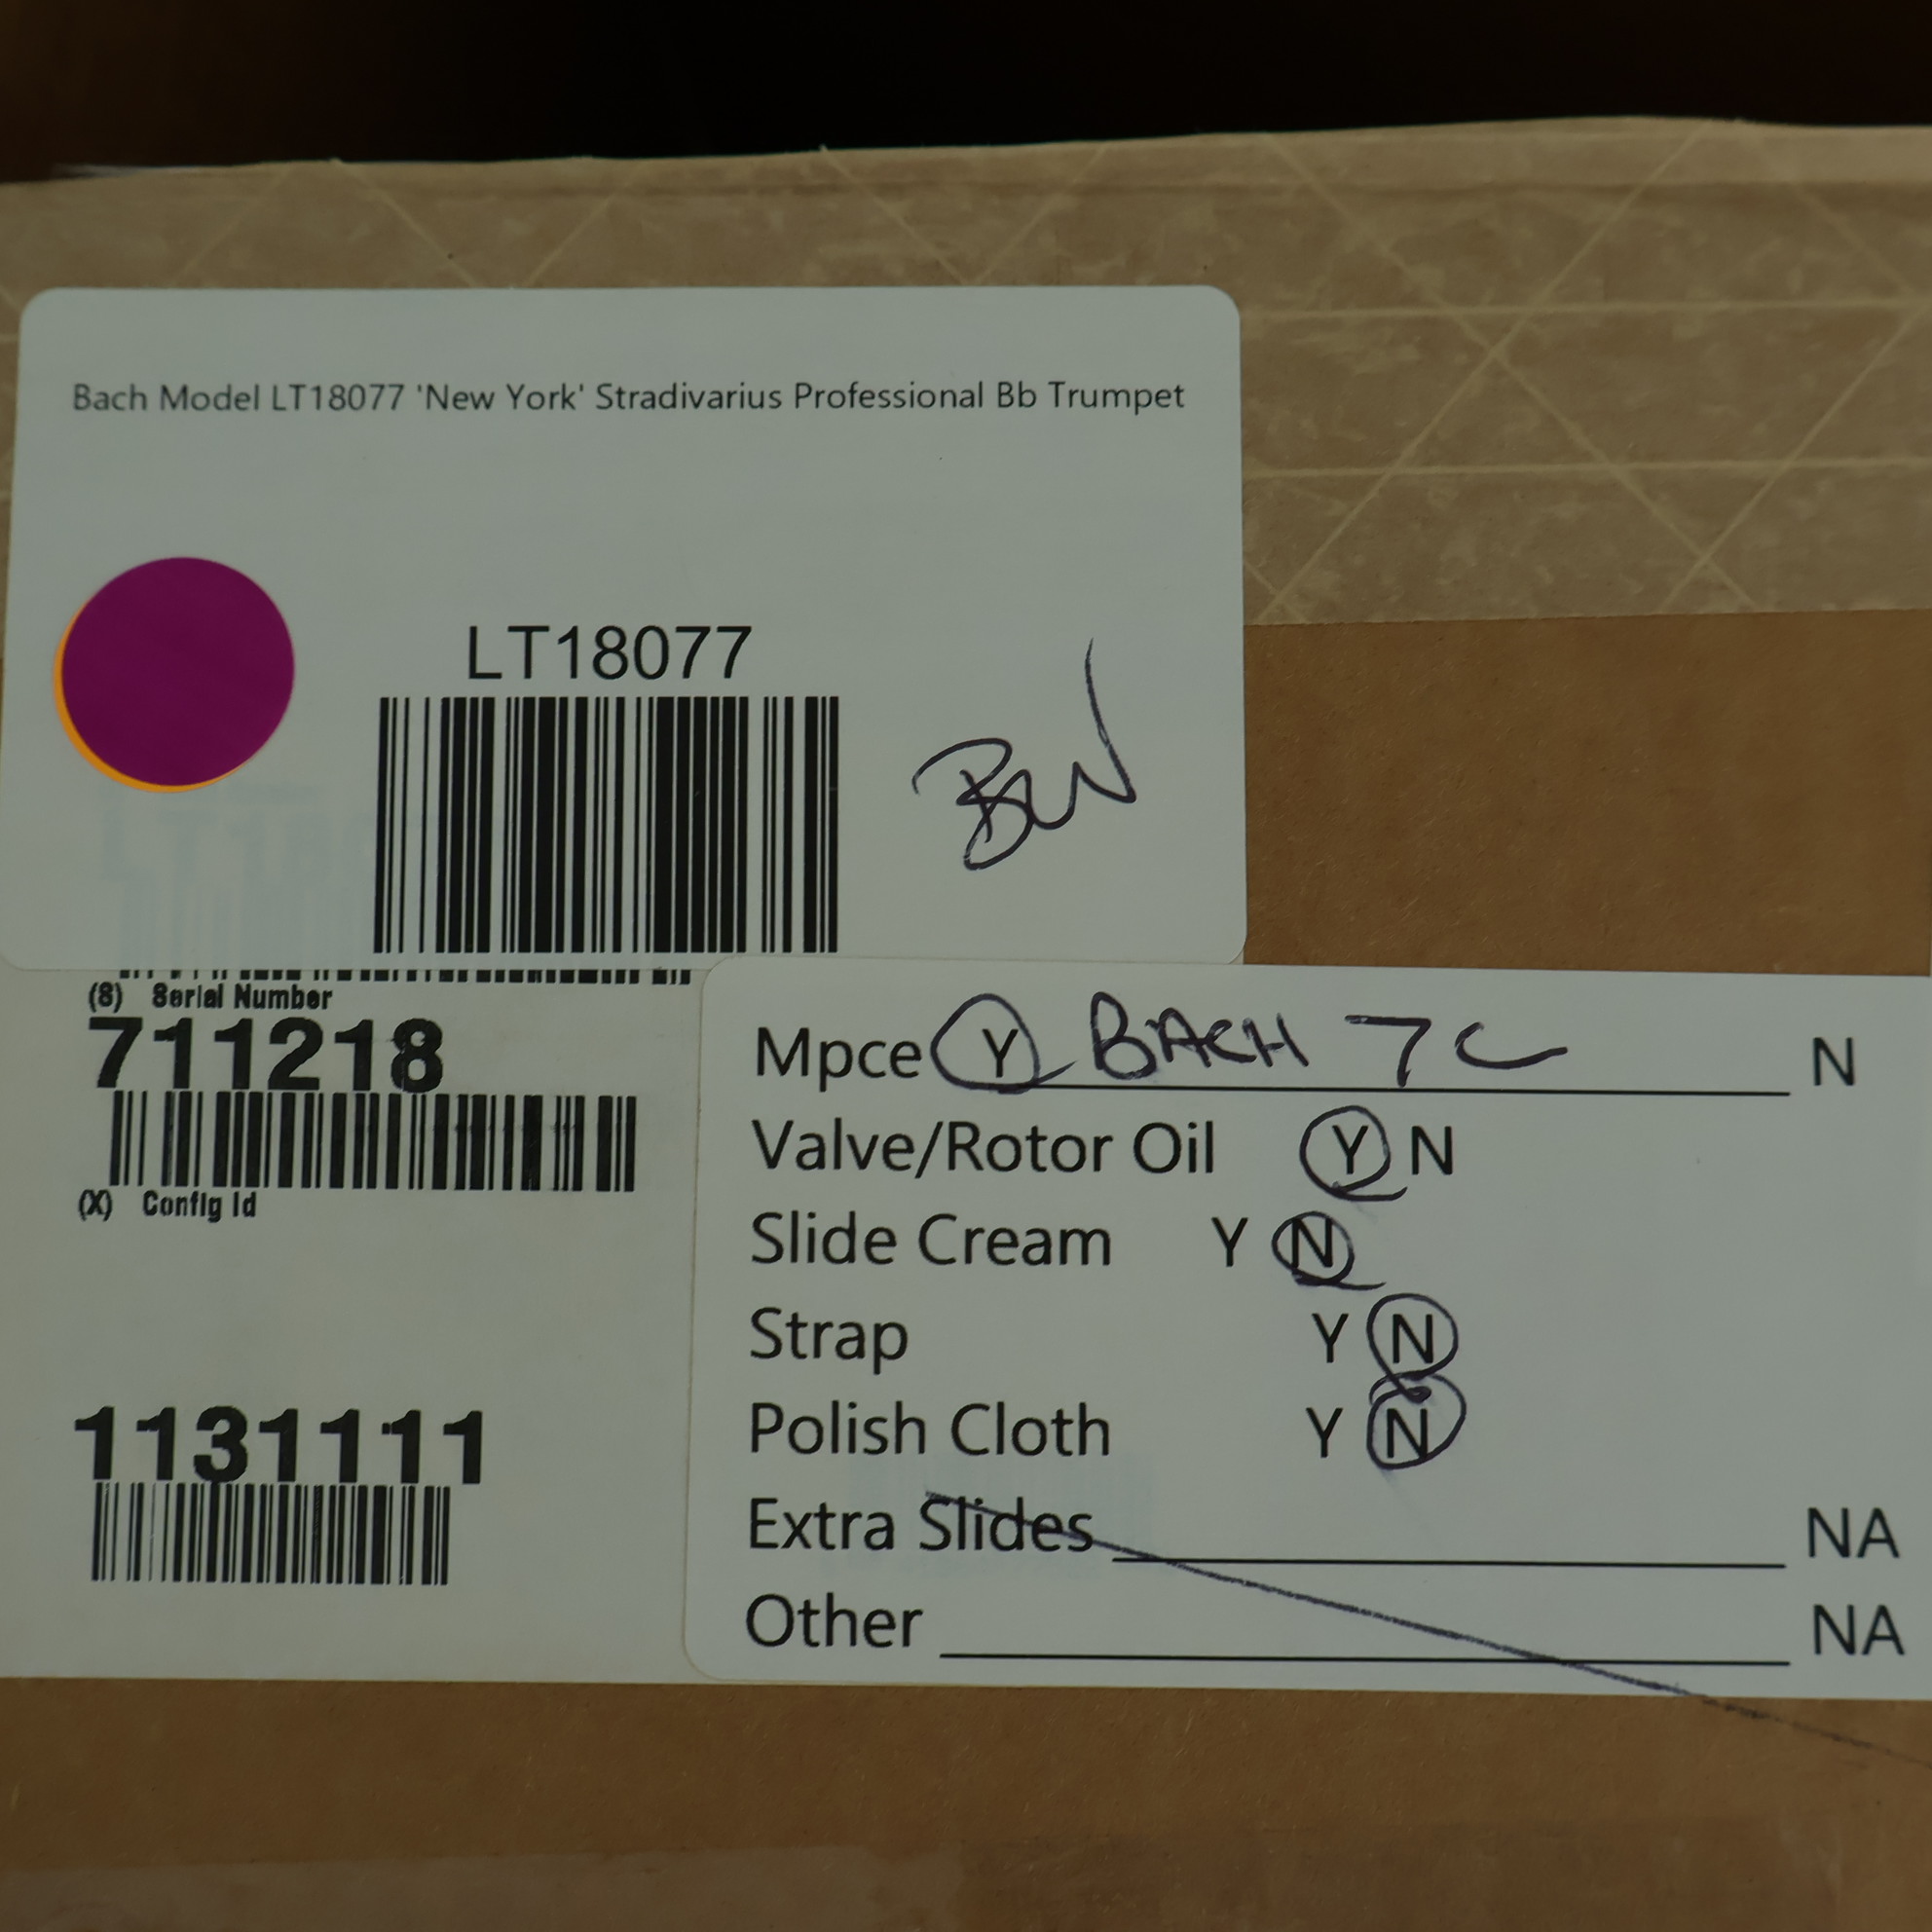 Bach Model LT18077 'New York' Stradivarius Professional Bb Trumpet
LT18077
BW
(S) Serial Number
711218
(X) Config Id
1131111
Mpce Y BACH 7C N
Valve/Rotor Oil Y N
Slide Cream Y N
Strap Y N
Polish Cloth Y N
Extra Slides NA
Other NA